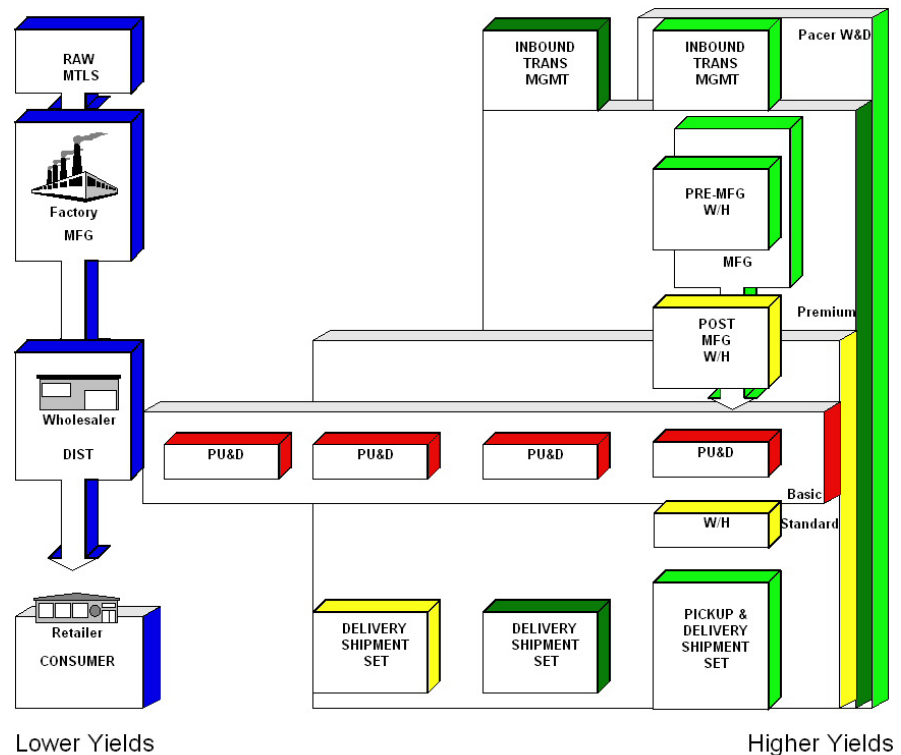 RAW
MTLS
Factory
MFG
Wholesaler
DIST
Retailer
CONSUMER
Lower Yields
INBOUND
TRANS
MGMT
INBOUND
TRANS
MGMT
Pacer W&D
PRE-MFG
W/H
MFG
Premium
POST
MFG
W/H
PU&D
PU&D
PU&D
PU&D
Basic
W/H
Standard
DELIVERY
SHIPMENT
SET
DELIVERY
SHIPMENT
SET
PICKUP &
DELIVERY
SHIPMENT
SET
Higher Yields